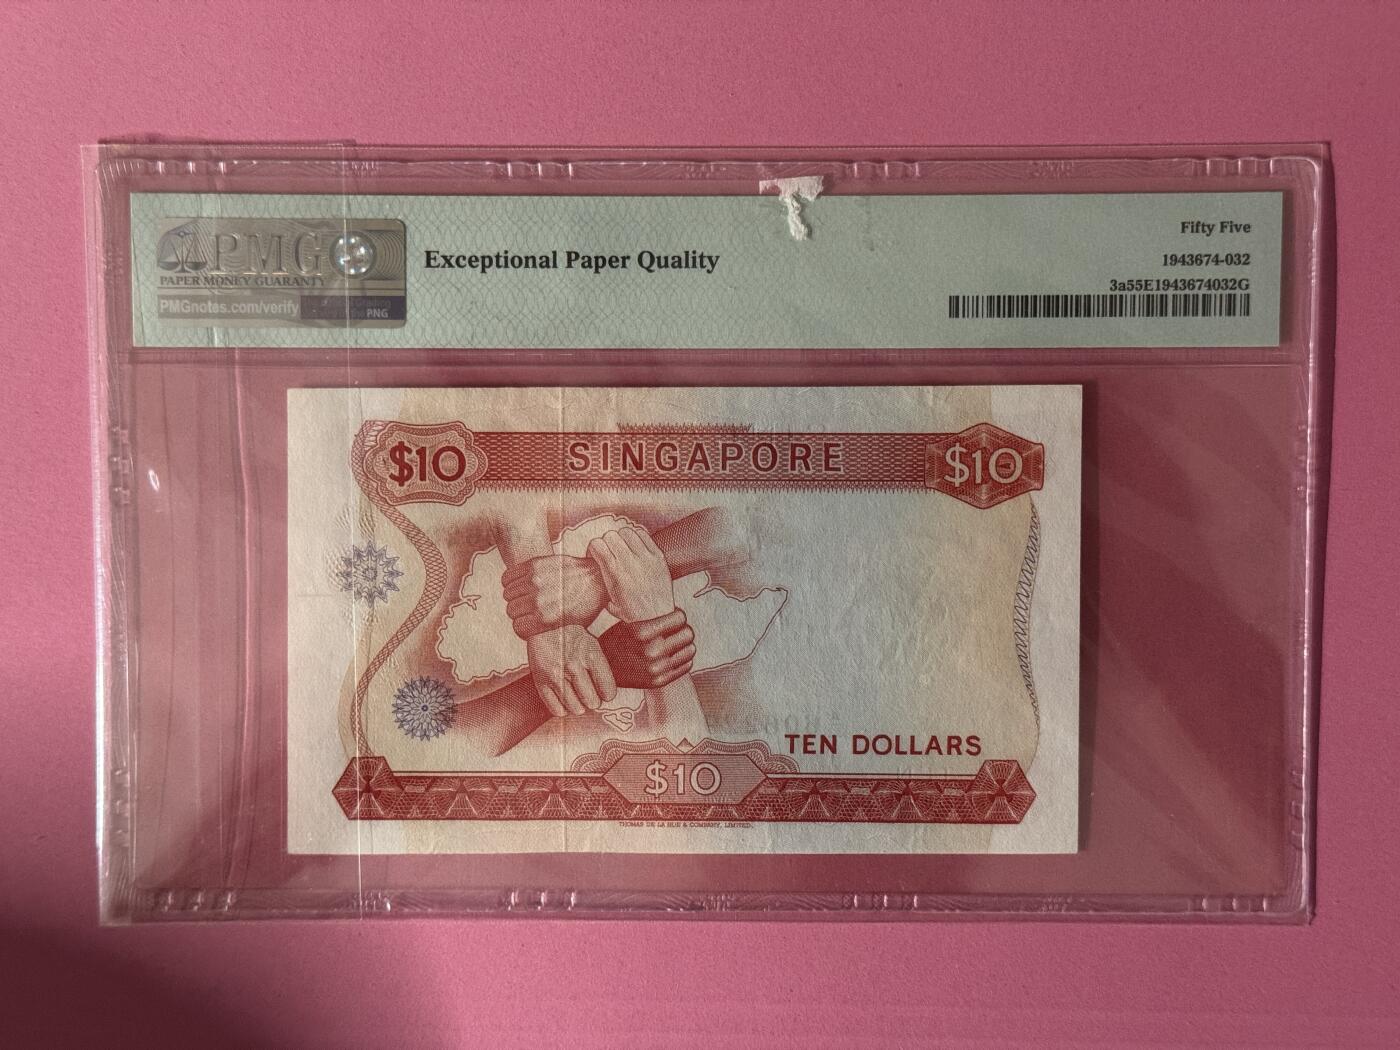 PMG
PAPER MONEY GUARANTY
PMGnotes.com/verify
PNG
Exceptional Paper Quality
Fifty Five
1943674-032
3a55E1943674032G
$10
SINGAPORE
$10
TEN DOLLARS
$10
THOMAS DE LA RUE & COMPANY, LIMITED.